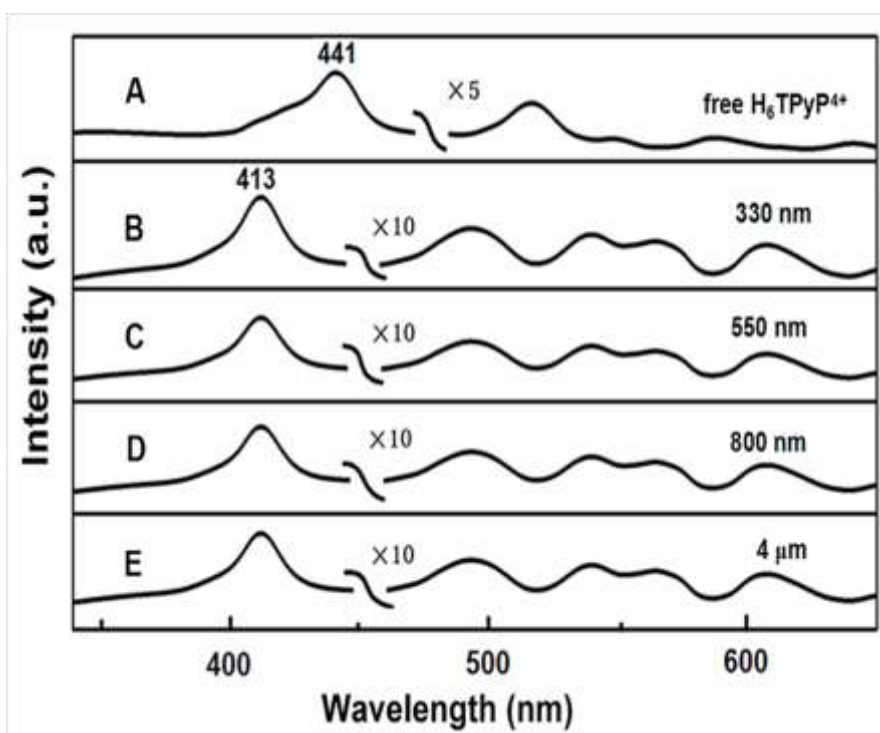 Intensity (a.u.)
A
441
×5
free H₆TPyP⁴⁺
B
413
×10
330 nm
C
×10
550 nm
D
×10
800 nm
E
×10
4 μm
400 500 600
Wavelength (nm)